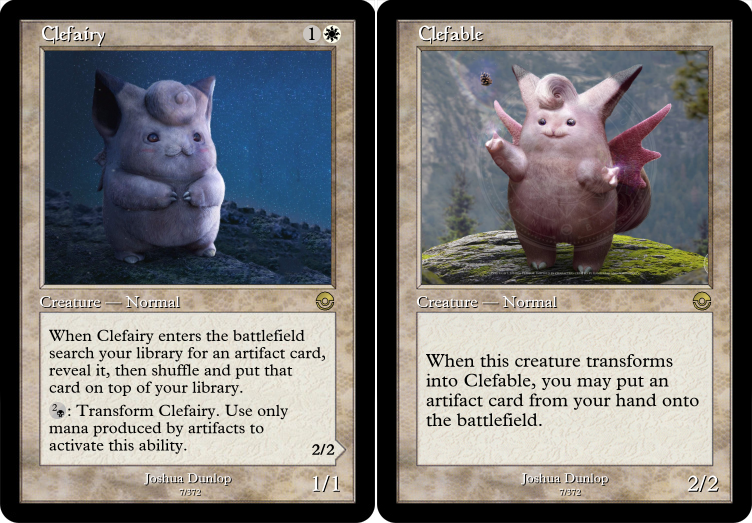 Clefairy
1
Creature — Normal
When Clefairy enters the battlefield
search your library for an artifact card,
reveal it, then shuffle and put that
card on top of your library.
2: Transform Clefairy. Use only
mana produced by artifacts to
activate this ability.
2/2
Joshua Dunlop
7/372
1/1
Clefable
Creature — Normal
When this creature transforms
into Clefable, you may put an
artifact card from your hand onto
the battlefield.
Joshua Dunlop
7/372
2/2